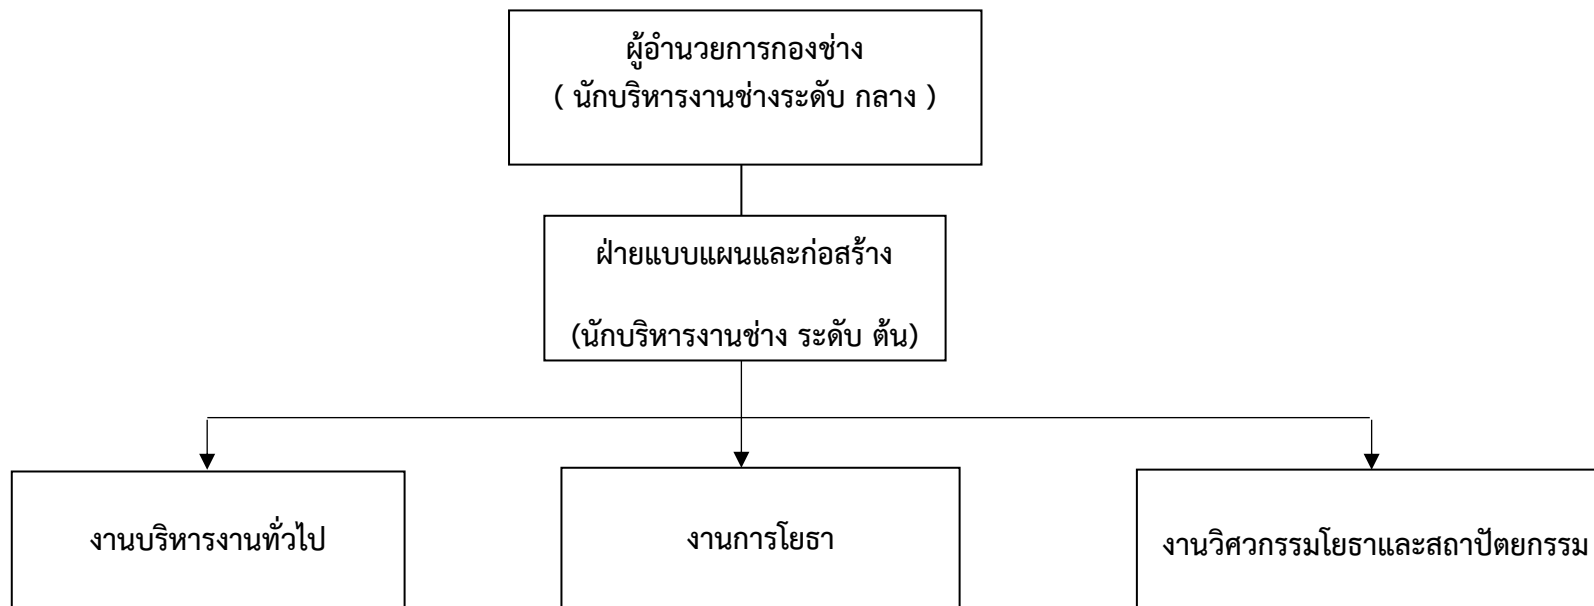 ผู้อำนวยการกองช่าง
( นักบริหารงานช่างระดับ กลาง )
ฝ่ายแบบแผนและก่อสร้าง
(นักบริหารงานช่าง ระดับ ต้น)
งานบริหารงานทั่วไป
งานการโยธา
งานวิศวกรรมโยธาและสถาปัตยกรรม